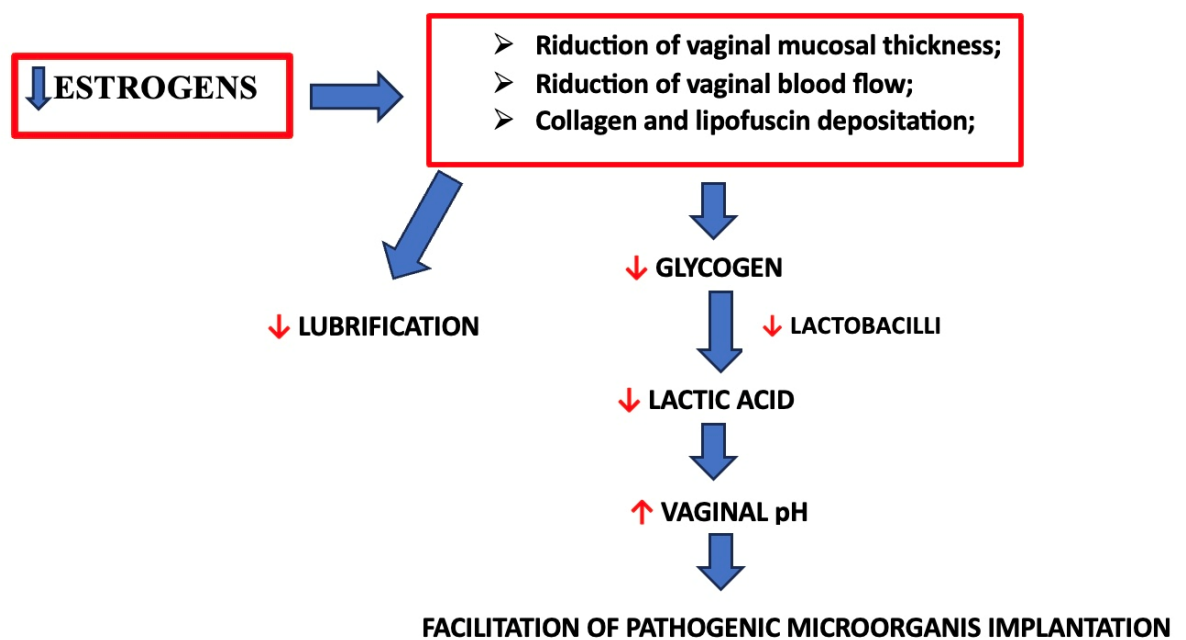 ESTROGENS
Riduction of vaginal mucosal thickness;
Riduction of vaginal blood flow;
Collagen and lipofuscin depositation;
↓ GLYCOGEN
↓ LUBRIFICATION
↓ LACTOBACILLI
↓ LACTIC ACID
↑ VAGINAL pH
FACILITATION OF PATHOGENIC MICROORGANIS IMPLANTATION